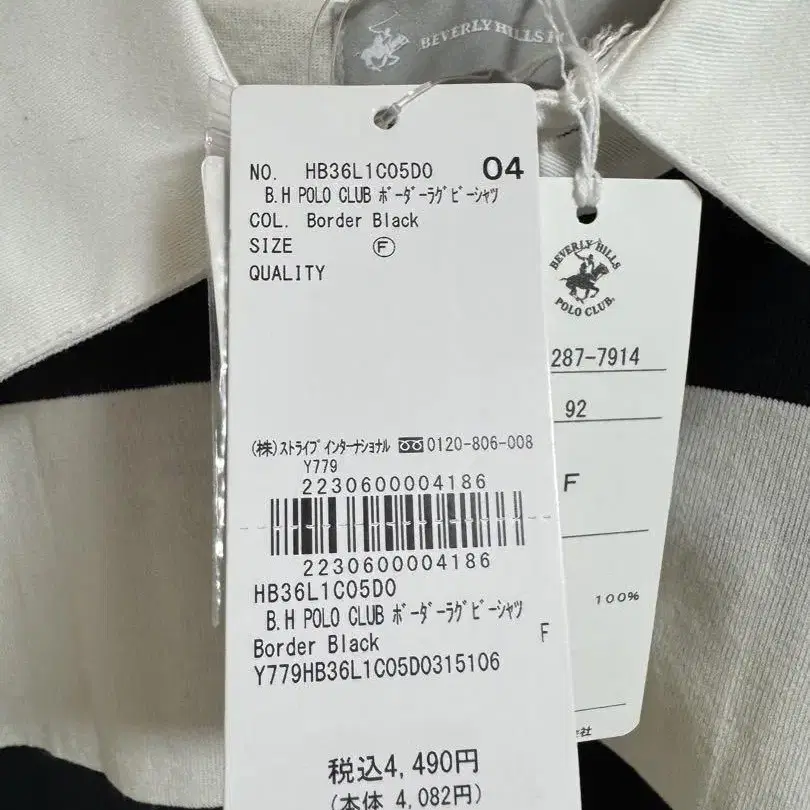 BEVERLY HILLS
NO. HB36L1C05D0 04
B.H POLO CLUB ﾎﾞｰﾀﾞｰﾗｸﾞﾋﾞｰｼｬﾂ
COL. Border Black
SIZE Ⓕ
QUALITY
(株)ｽﾄﾗｲﾌﾟｲﾝﾀｰﾅｼｮﾅﾙ 0120-806-008
Y779
2230600004186
2230600004186
HB36L1C05D0
B.H POLO CLUB ﾎﾞｰﾀﾞｰﾗｸﾞﾋﾞｰｼｬﾂ
Border Black F
Y779HB36L1C05D0315106
税込4,490円
(本体 4,082円)
BEVERLY HILLS
POLO CLUB.
287-7914
92
F
100%